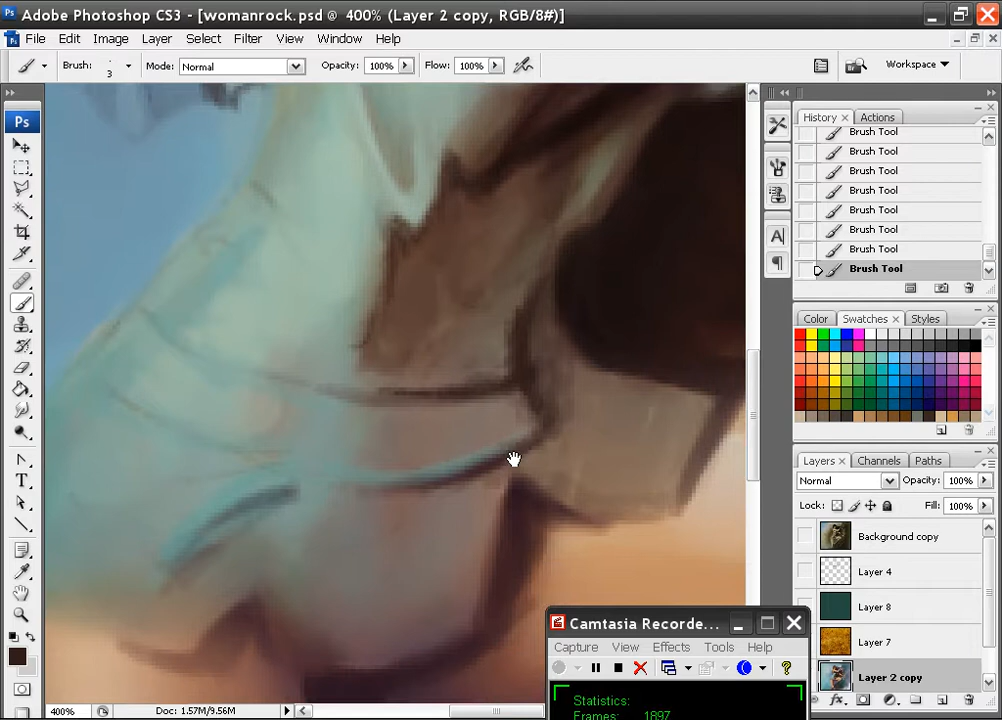 Adobe Photoshop CS3 - [womanrock.psd @ 400% (Layer 2 copy, RGB/8#)]
File Edit Image Layer Select Filter View Window Help
Brush: 3 Mode: Normal Opacity: 100% Flow: 100% Workspace
Ps
History Actions
Brush Tool
Brush Tool
Brush Tool
Brush Tool
Brush Tool
Brush Tool
Brush Tool
Brush Tool
Color Swatches Styles
Layers Channels Paths
Normal Opacity: 100%
Lock: Fill: 100%
Background copy
Layer 4
Layer 8
Layer 7
Layer 2 copy
Camtasia Recorde...
Capture View Effects Tools Help
Statistics:
Frames: 1897
400% Doc: 1.57M/9.56M